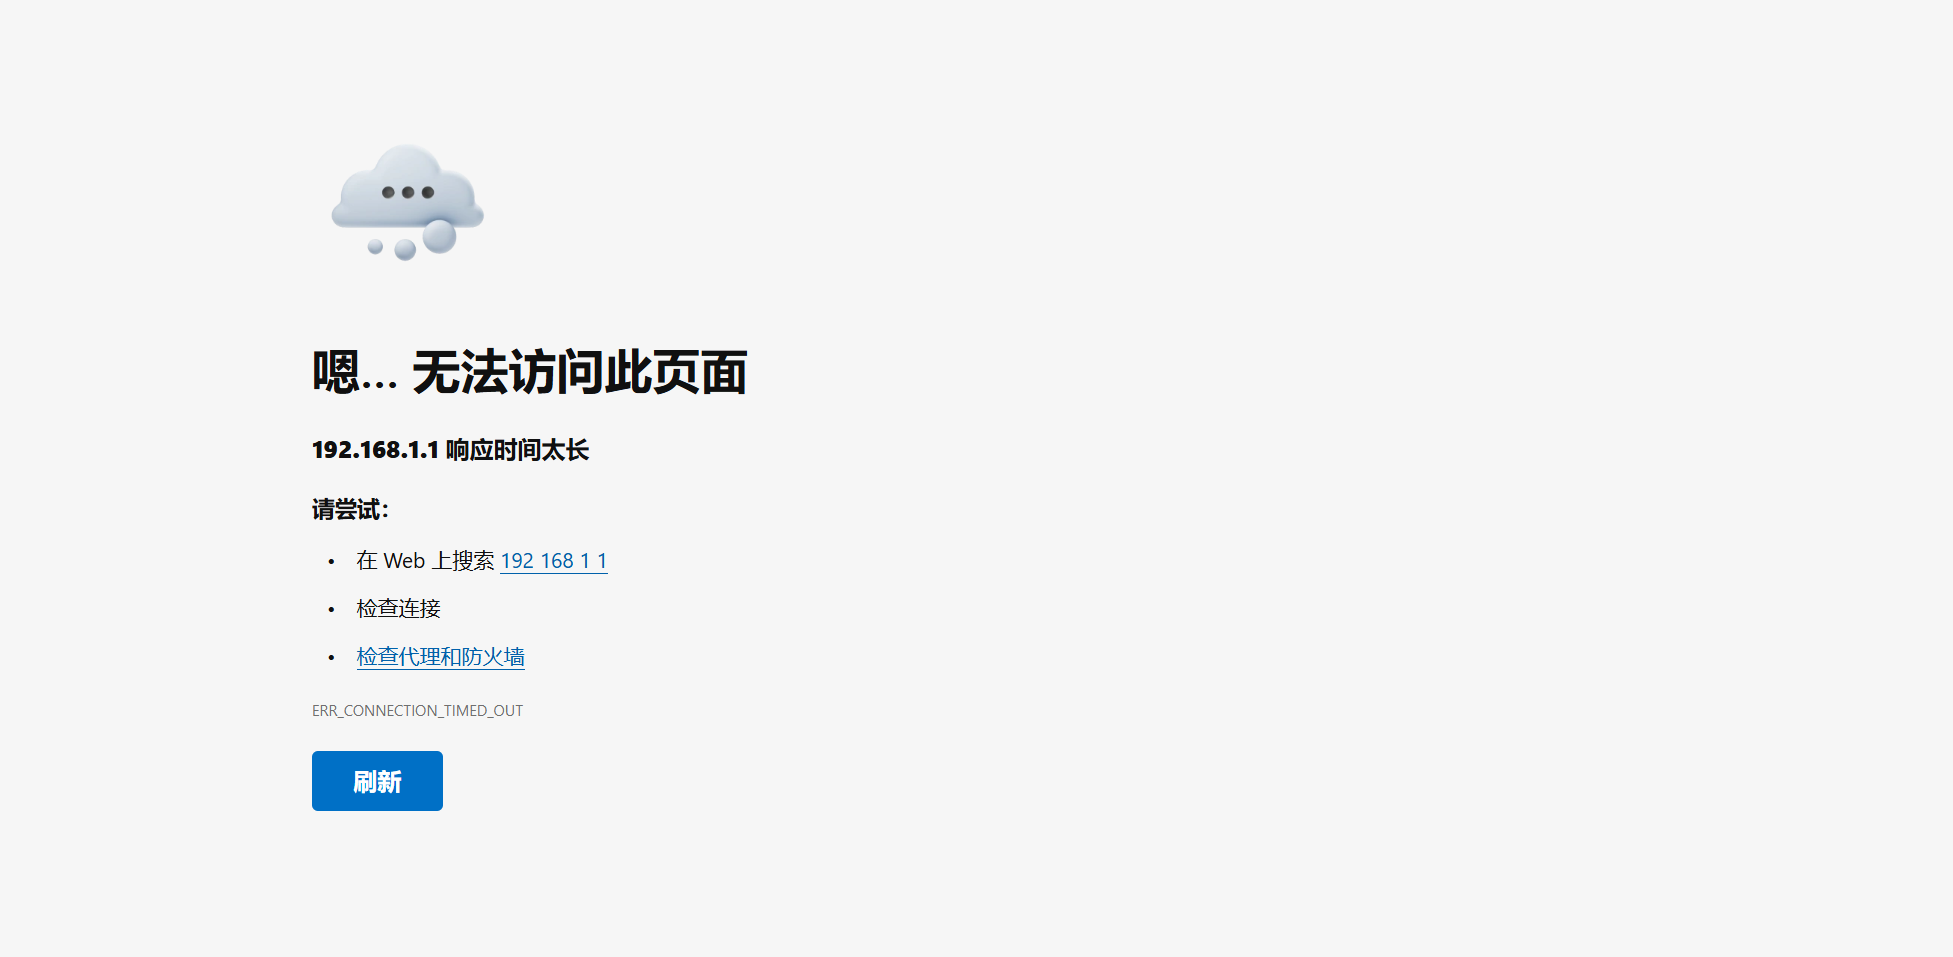 嗯… 无法访问此页面
192.168.1.1 响应时间太长
请尝试：
• 在 Web 上搜索 192 168 1 1
• 检查连接
• 检查代理和防火墙
ERR_CONNECTION_TIMED_OUT
刷新